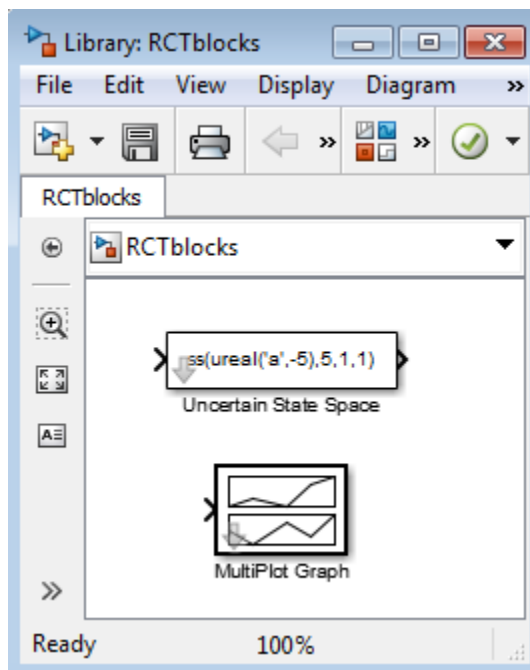 Library: RCTblocks
File Edit View Display Diagram »
» »
RCTblocks
RCTblocks
ss(ureal('a',-5),5,1,1)
Uncertain State Space
MultiPlot Graph
»
Ready 100%